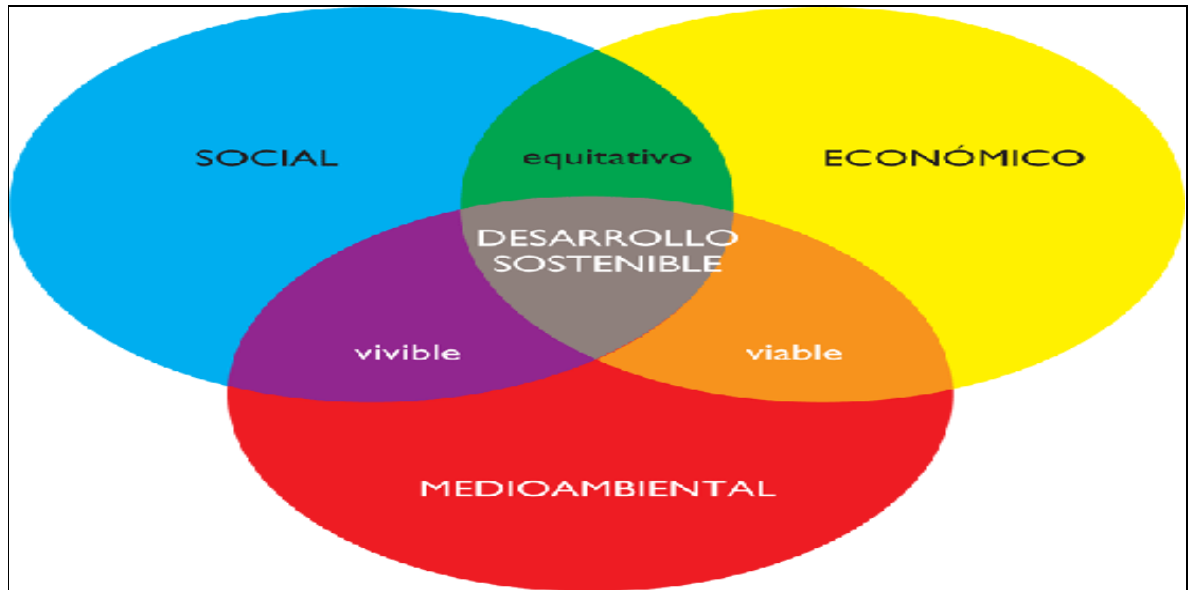 SOCIAL
equitativo
ECONÓMICO
DESARROLLO
SOSTENIBLE
vivible
viable
MEDIOAMBIENTAL